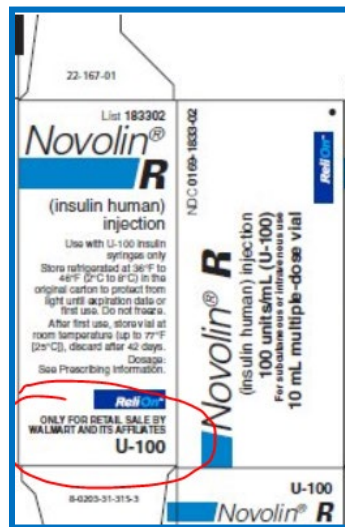 22-167-01
List 183302
Novolin®
R
(insulin human)
injection
Use with U-100 insulin
syringes only
Store refrigerated at 36°F to
46°F (2°C to 8°C) in the
original carton to protect from
light until expiration date or
first use. Do not freeze.
After first use, store vial at
room temperature (up to 77°F
[25°C]), discard after 42 days.
Dosage:
See Prescribing Information.
ReliOn™
ONLY FOR RETAIL SALE BY
WALMART AND ITS AFFILIATES
U-100
8-0203-31-315-3
NDC 0169-1833-02
ReliOn™
Novolin® R
(insulin human) injection
100 units/mL (U-100)
For subcutaneous or intravenous use
10 mL multiple-dose vial
U-100
Novolin® R